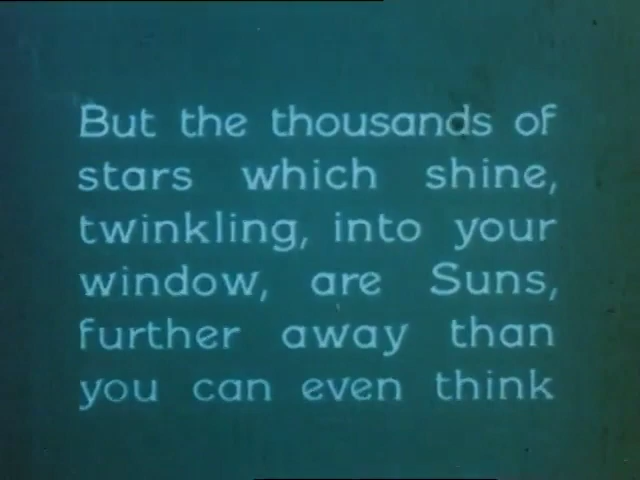 But the thousands of
stars which shine,
twinkling, into your
window, are Suns,
further away than
you can even think